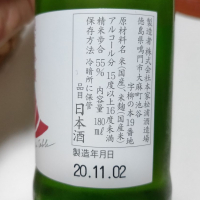 製造者 株式会社本家松浦酒造場
徳島県鳴門市大麻町池谷
字柳の本19番地
原材料名 米(国産)、米麹(国産米)
アルコール分 15度以上16度未満
精米歩合 55% 内容量 180ml
保存方法 冷暗所に保管
品目 日本酒
製造年月日
20.11.02